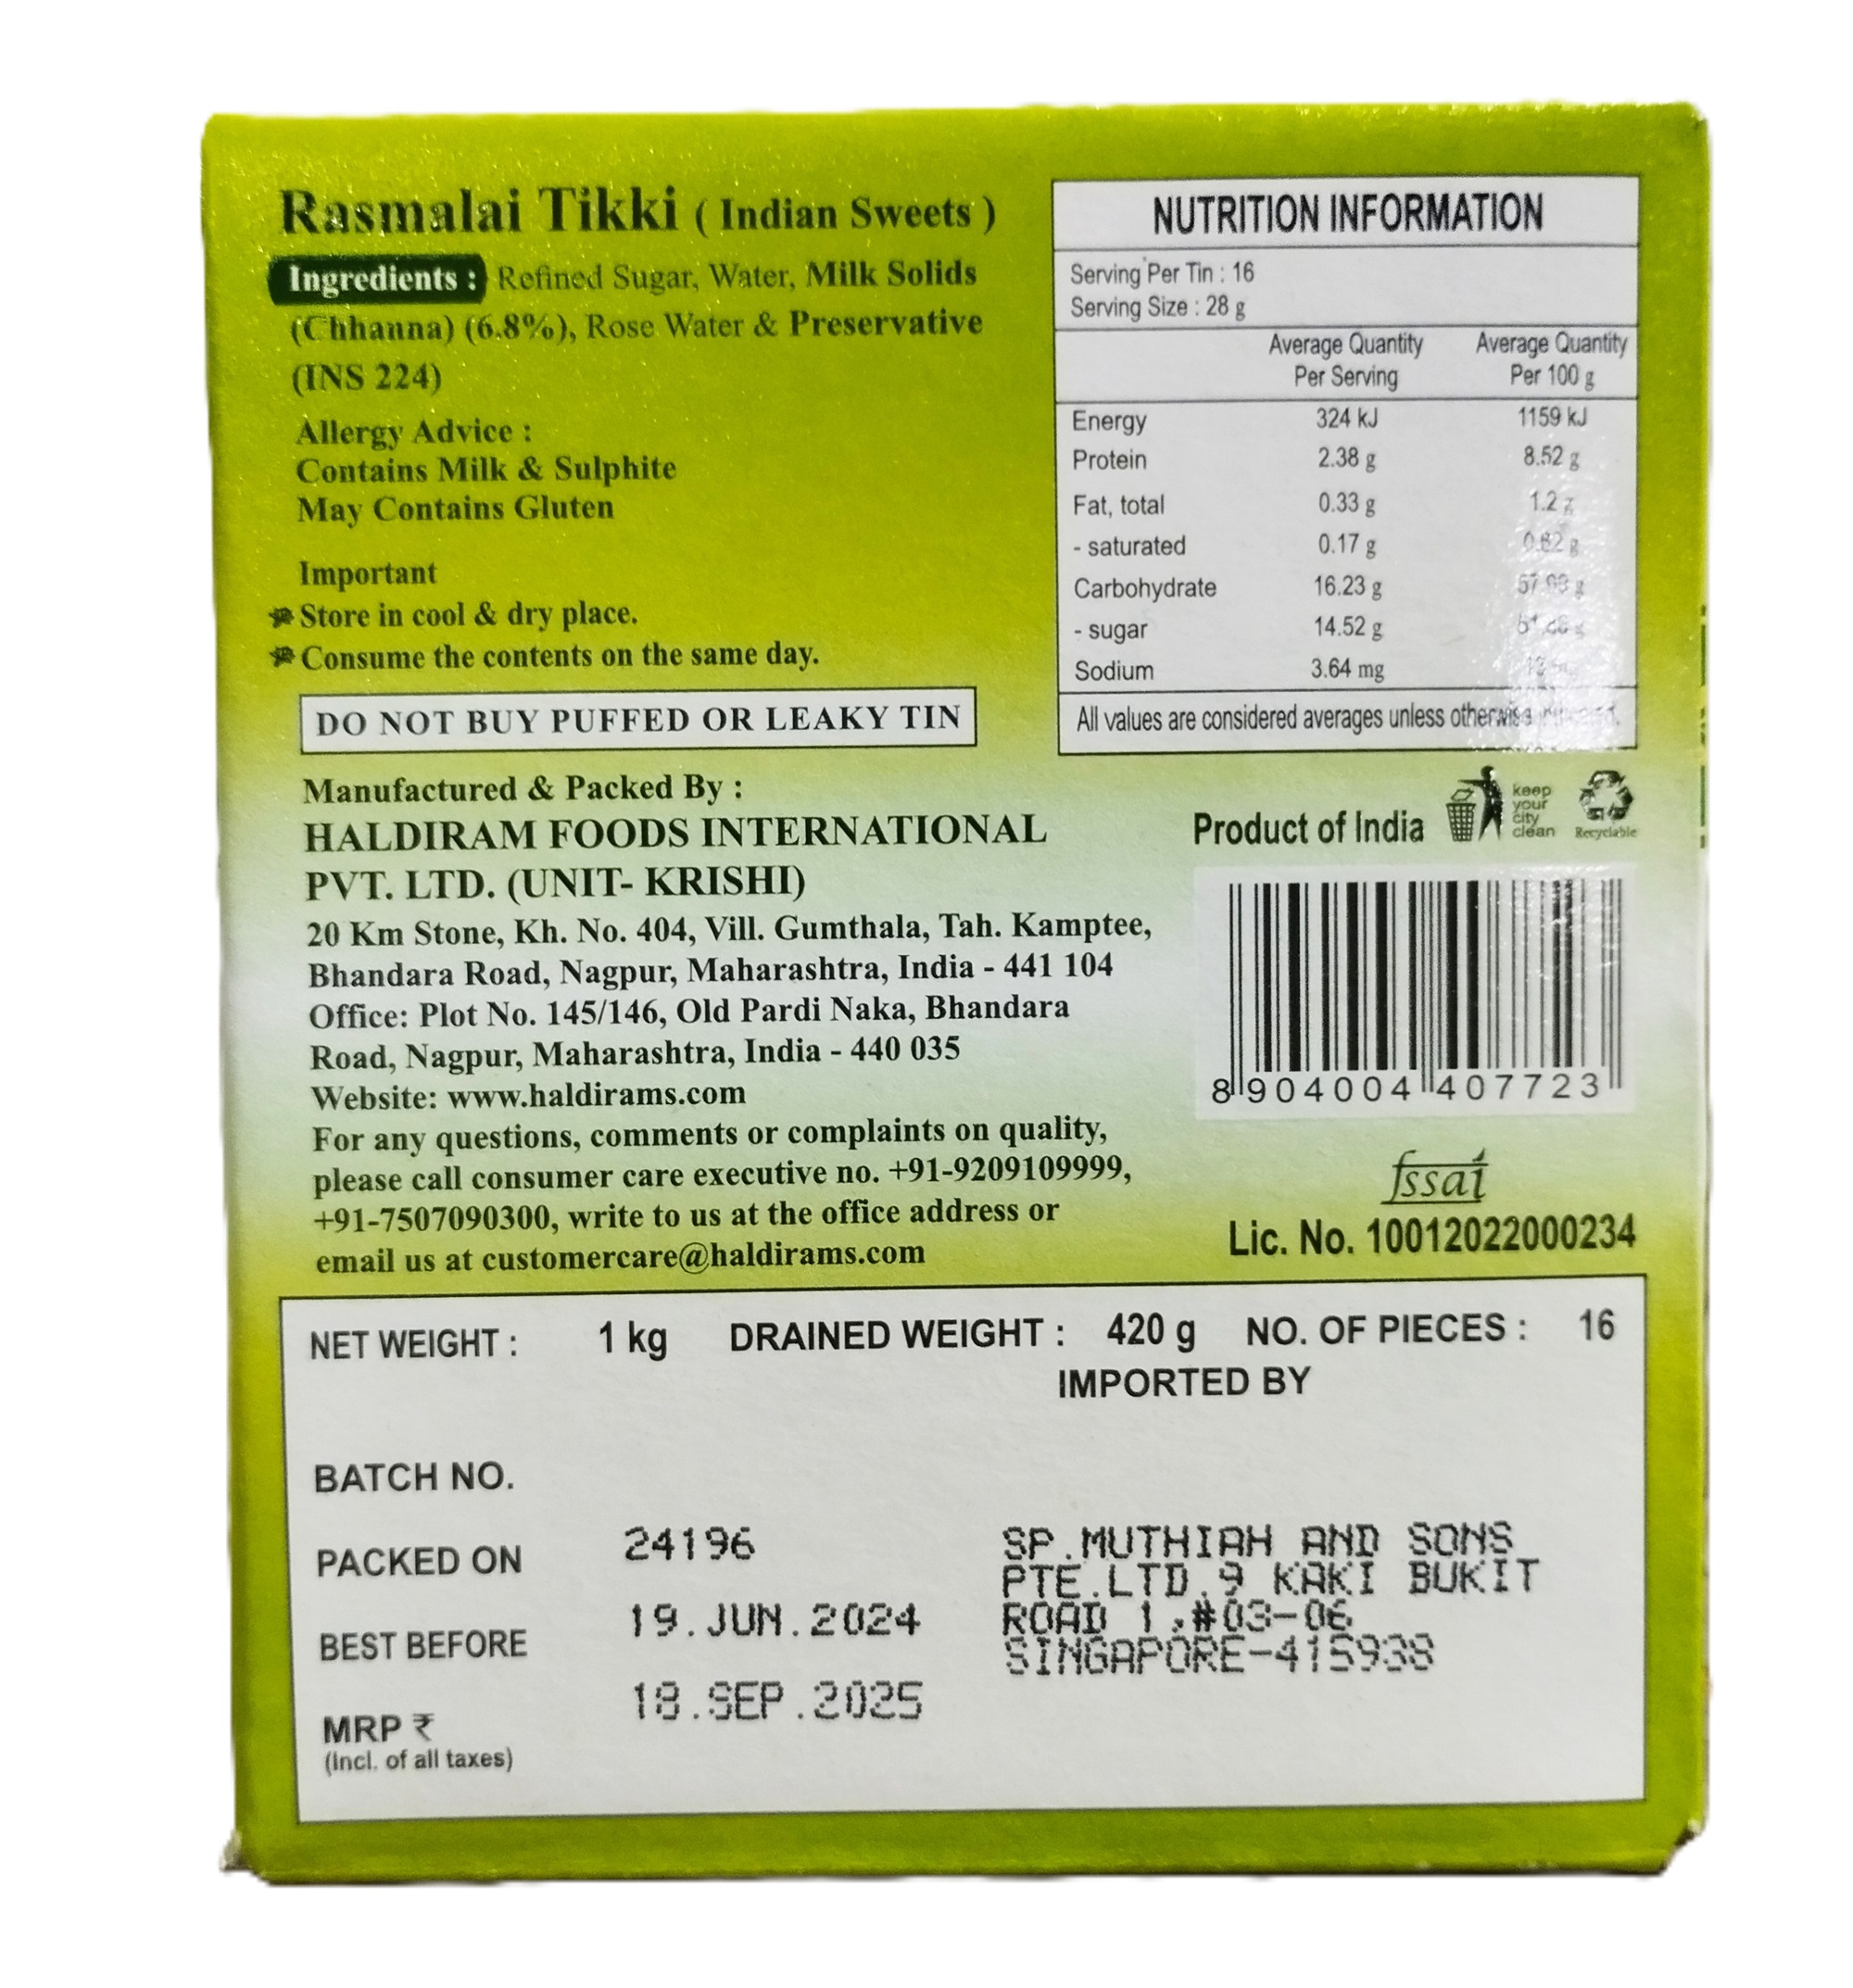 Rasmalai Tikki ( Indian Sweets )
Ingredients : Refined Sugar, Water, Milk Solids
(Chhanna) (6.8%), Rose Water & Preservative
(INS 224)
Allergy Advice :
Contains Milk & Sulphite
May Contains Gluten
Important
Store in cool & dry place.
Consume the contents on the same day.
DO NOT BUY PUFFED OR LEAKY TIN
NUTRITION INFORMATION
Serving Per Tin : 16
Serving Size : 28 g
Average Quantity Average Quantity
Per Serving Per 100 g
Energy 324 kJ 1159 kJ
Protein 2.38 g 8.52 g
Fat, total 0.33 g 1.2 g
- saturated 0.17 g
Carbohydrate 16.23 g
- sugar 14.52 g
Sodium 3.64 mg
All values are considered averages unless otherwise
Manufactured & Packed By :
HALDIRAM FOODS INTERNATIONAL
PVT. LTD. (UNIT- KRISHI)
20 Km Stone, Kh. No. 404, Vill. Gumthala, Tah. Kamptee,
Bhandara Road, Nagpur, Maharashtra, India - 441 104
Office: Plot No. 145/146, Old Pardi Naka, Bhandara
Road, Nagpur, Maharashtra, India - 440 035
Website: www.haldirams.com
For any questions, comments or complaints on quality,
please call consumer care executive no. +91-9209109999,
+91-7507090300, write to us at the office address or
email us at customercare@haldirams.com
Product of India
keep
your
city
clean
Recyclable
8 904004 407723
fssai
Lic. No. 10012022000234
NET WEIGHT : 1 kg DRAINED WEIGHT : 420 g NO. OF PIECES : 16
IMPORTED BY
BATCH NO.
24196
PACKED ON
19.JUN.2024
BEST BEFORE
18.SEP.2025
MRP ₹
(Incl. of all taxes)
SP.MUTHIAH AND SONS
PTE.LTD.9 KAKI BUKIT
ROAD 1,#03-06
SINGAPORE-415938